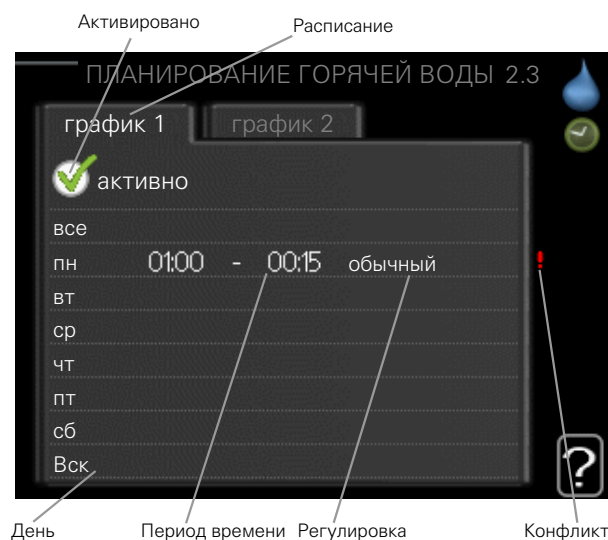 Активировано
Расписание
ПЛАНИРОВАНИЕ ГОРЯЧЕЙ ВОДЫ 2.3
график 1
график 2
активно
все
пн 01:00 - 00:15 обычный !
вт
ср
чт
пт
сб
Вск
?
День
Период времени
Регулировка
Конфликт